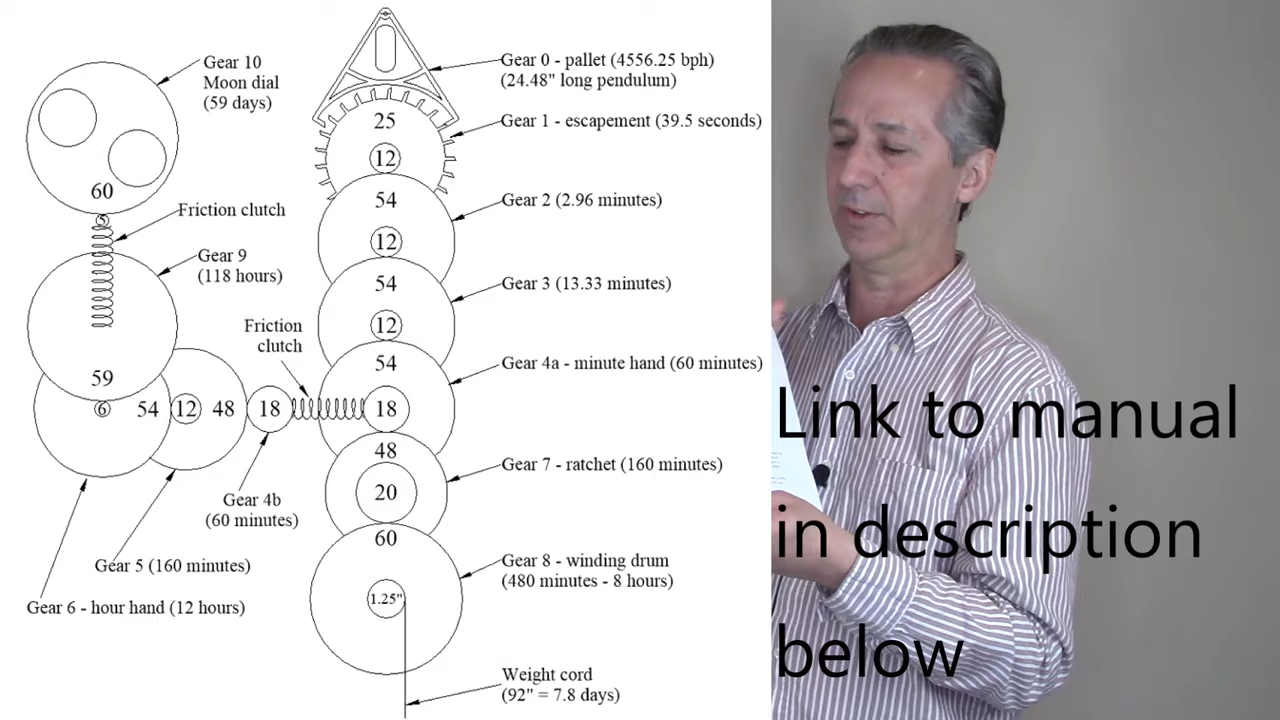 Gear 10
Moon dial
(59 days)
60
5
Friction clutch
Gear 9
(118 hours)
59
6
54
12
48
18
Friction
clutch
Gear 4b
(60 minutes)
Gear 5 (160 minutes)
Gear 6 - hour hand (12 hours)
Gear 0 - pallet (4556.25 bph)
(24.48" long pendulum)
25
Gear 1 - escapement (39.5 seconds)
12
54
Gear 2 (2.96 minutes)
12
54
Gear 3 (13.33 minutes)
12
54
Gear 4a - minute hand (60 minutes)
18
48
Gear 7 - ratchet (160 minutes)
20
60
Gear 8 - winding drum
(480 minutes - 8 hours)
1.25"
Weight cord
(92" = 7.8 days)
Link to manual
in description
below